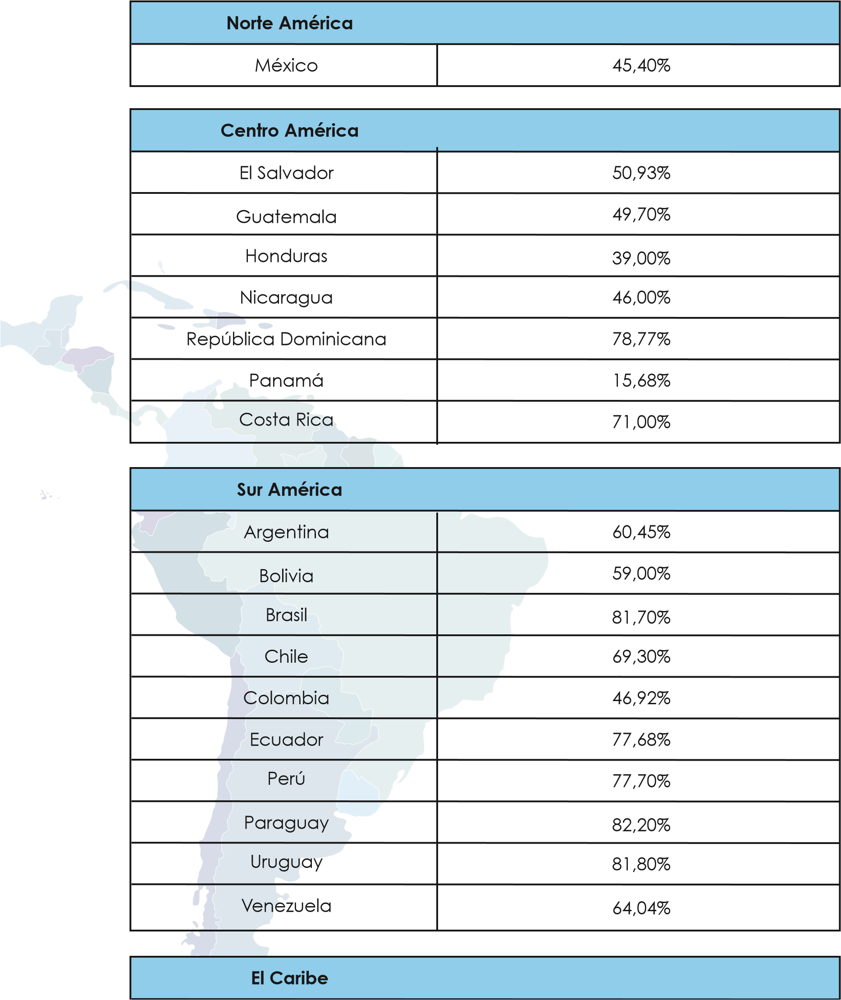 Norte América
México 45,40%
Centro América
El Salvador 50,93%
Guatemala 49,70%
Honduras 39,00%
Nicaragua 46,00%
República Dominicana 78,77%
Panamá 15,68%
Costa Rica 71,00%
Sur América
Argentina 60,45%
Bolivia 59,00%
Brasil 81,70%
Chile 69,30%
Colombia 46,92%
Ecuador 77,68%
Perú 77,70%
Paraguay 82,20%
Uruguay 81,80%
Venezuela 64,04%
El Caribe